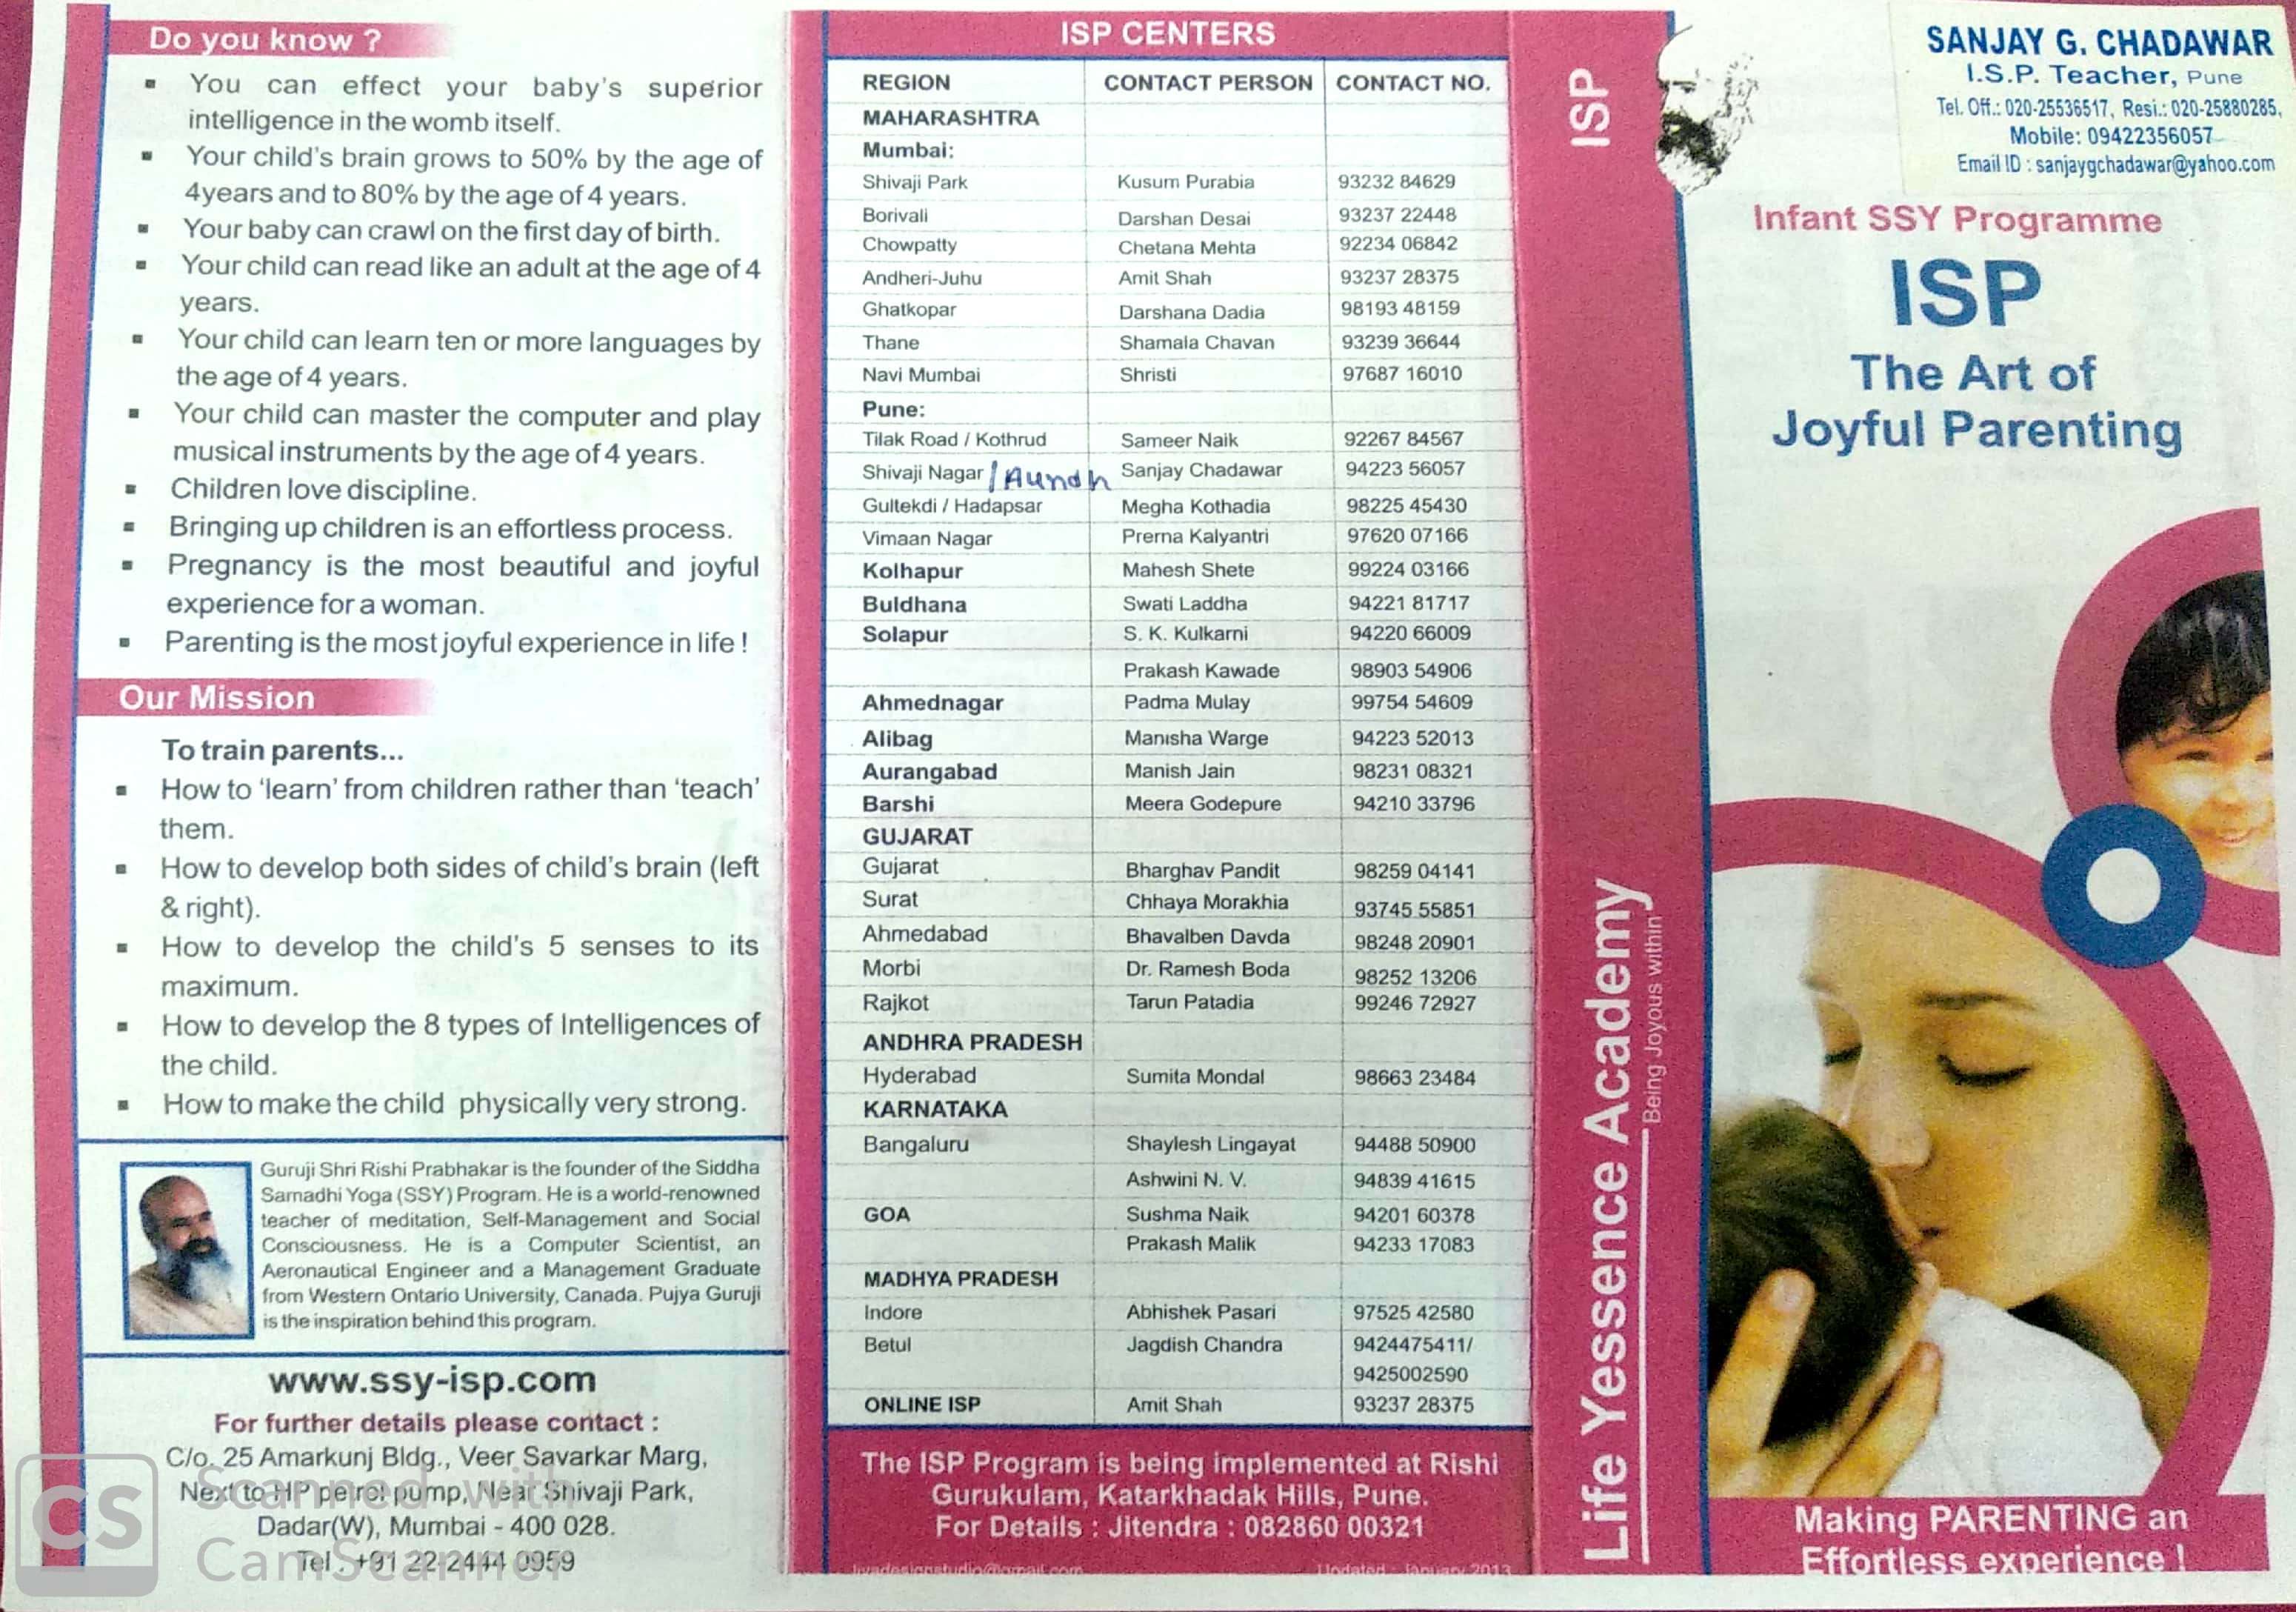 Do you know ?
▪ You can effect your baby's superior
intelligence in the womb itself.
▪ Your child's brain grows to 50% by the age of
4years and to 80% by the age of 4 years.
▪ Your baby can crawl on the first day of birth.
▪ Your child can read like an adult at the age of 4
years.
▪ Your child can learn ten or more languages by
the age of 4 years.
▪ Your child can master the computer and play
musical instruments by the age of 4 years.
▪ Children love discipline.
▪ Bringing up children is an effortless process.
▪ Pregnancy is the most beautiful and joyful
experience for a woman.
▪ Parenting is the most joyful experience in life !
Our Mission
To train parents...
▪ How to 'learn' from children rather than 'teach'
them.
▪ How to develop both sides of child's brain (left
& right).
▪ How to develop the child's 5 senses to its
maximum.
▪ How to develop the 8 types of Intelligences of
the child.
▪ How to make the child physically very strong.
Guruji Shri Rishi Prabhakar is the founder of the Siddha
Samadhi Yoga (SSY) Program. He is a world-renowned
teacher of meditation, Self-Management and Social
Consciousness. He is a Computer Scientist, an
Aeronautical Engineer and a Management Graduate
from Western Ontario University, Canada. Pujya Guruji
is the inspiration behind this program.
www.ssy-isp.com
For further details please contact :
C/o. 25 Amarkunj Bldg., Veer Savarkar Marg,
Next to HP petrol pump, Near Shivaji Park,
Dadar(W), Mumbai - 400 028.
Tel . +91 22 2444 0959
CS Scanned with
CamScanner
ISP CENTERS
REGION CONTACT PERSON CONTACT NO.
MAHARASHTRA
Mumbai:
Shivaji Park Kusum Purabia 93232 84629
Borivali Darshan Desai 93237 22448
Chowpatty Chetana Mehta 92234 06842
Andheri-Juhu Amit Shah 93237 28375
Ghatkopar Darshana Dadia 98193 48159
Thane Shamala Chavan 93239 36644
Navi Mumbai Shristi 97687 16010
Pune:
Tilak Road / Kothrud Sameer Naik 92267 84567
Shivaji Nagar /Aundh Sanjay Chadawar 94223 56057
Gultekdi / Hadapsar Megha Kothadia 98225 45430
Vimaan Nagar Prerna Kalyantri 97620 07166
Kolhapur Mahesh Shete 99224 03166
Buldhana Swati Laddha 94221 81717
Solapur S. K. Kulkarni 94220 66009
Prakash Kawade 98903 54906
Ahmednagar Padma Mulay 99754 54609
Alibag Manisha Warge 94223 52013
Aurangabad Manish Jain 98231 08321
Barshi Meera Godepure 94210 33796
GUJARAT
Gujarat Bharghav Pandit 98259 04141
Surat Chhaya Morakhia 93745 55851
Ahmedabad Bhavalben Davda 98248 20901
Morbi Dr. Ramesh Boda 98252 13206
Rajkot Tarun Patadia 99246 72927
ANDHRA PRADESH
Hyderabad Sumita Mondal 98663 23484
KARNATAKA
Bangaluru Shaylesh Lingayat 94488 50900
Ashwini N. V. 94839 41615
GOA Sushma Naik 94201 60378
Prakash Malik 94233 17083
MADHYA PRADESH
Indore Abhishek Pasari 97525 42580
Betul Jagdish Chandra 9424475411/
9425002590
ONLINE ISP Amit Shah 93237 28375
The ISP Program is being implemented at Rishi
Gurukulam, Katarkhadak Hills, Pune.
For Details : Jitendra : 082860 00321
Updated : January 2013
ISP
Life Yessence Academy
Being Joyous within
SANJAY G. CHADAWAR
I.S.P. Teacher, Pune
Tel. Off.: 020-25536517, Resi.: 020-25880285,
Mobile: 09422356057
Email ID : sanjaygchadawar@yahoo.com
Infant SSY Programme
ISP
The Art of
Joyful Parenting
Making PARENTING an
Effortless experience !